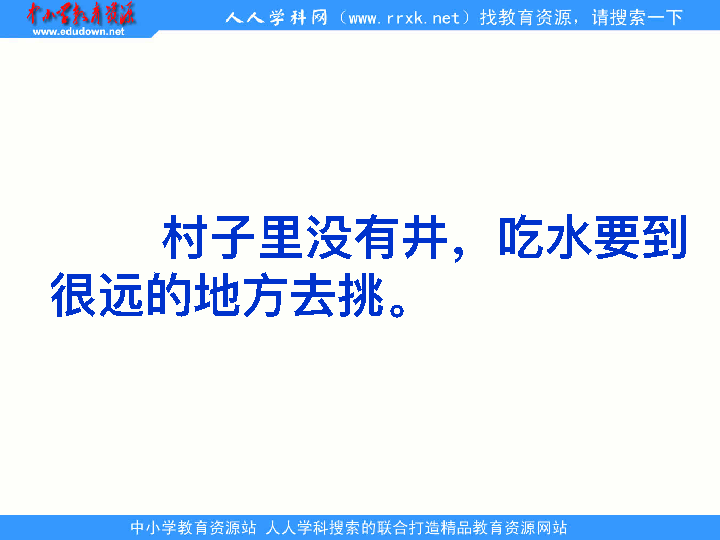 中小学教育资源
www.edudown.net
人人学科网（www.rrxk.net）找教育资源，请搜索一下
村子里没有井，吃水要到
很远的地方去挑。
中小学教育资源站 人人学科搜索的联合打造精品教育资源网站